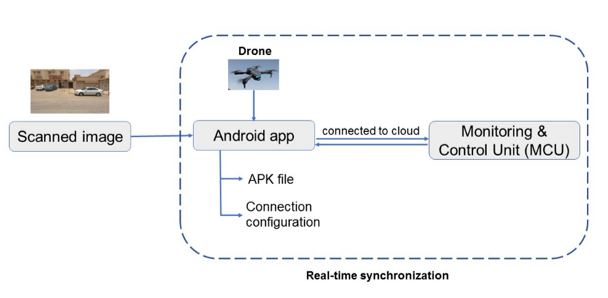 Drone
Scanned image
Android app
connected to cloud
Monitoring &
Control Unit (MCU)
APK file
Connection
configuration
Real-time synchronization